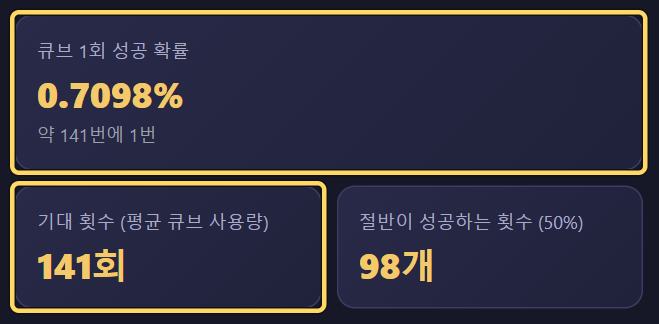 큐브 1회 성공 확률
0.7098%
약 141번에 1번
기대 횟수 (평균 큐브 사용량)
141회
절반이 성공하는 횟수 (50%)
98개